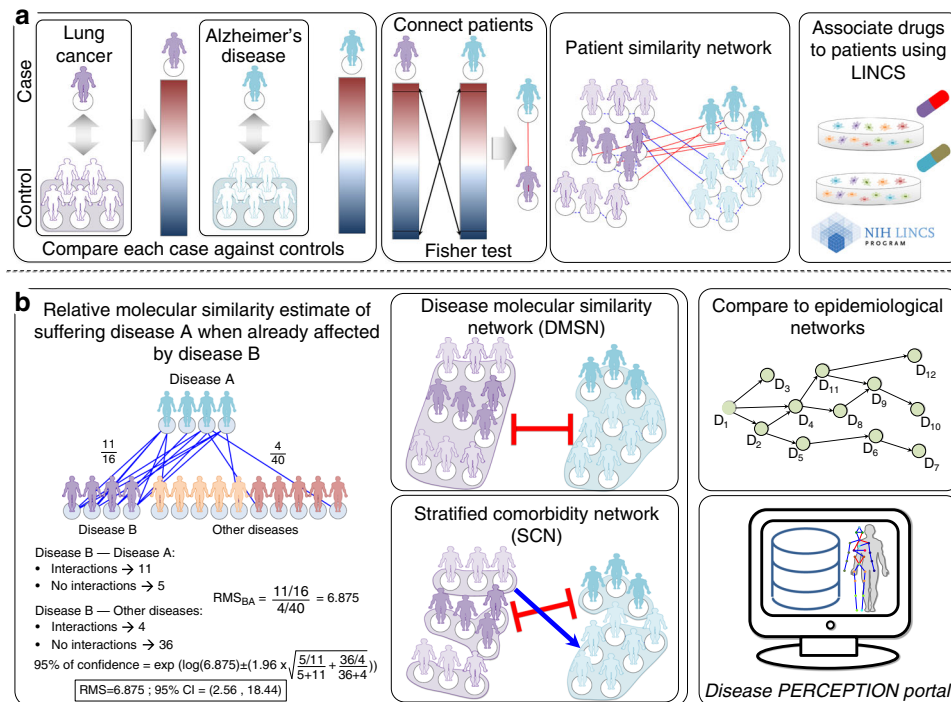 a
Lung
cancer
Alzheimer's
disease
Case
Control
Compare each case against controls
Connect patients
Fisher test
Patient similarity network
Associate drugs
to patients using
LINCS
NIH LINCS
PROGRAM
b
Relative molecular similarity estimate of
suffering disease A when already affected
by disease B
Disease A
11
16
4
40
Disease B
Other diseases
Disease B — Disease A:
• Interactions → 11
• No interactions → 5
Disease B — Other diseases:
• Interactions → 4
• No interactions → 36
RMS_BA = (11/16)/(4/40) = 6.875
95% of confidence = exp (log(6.875)±(1.96 x√(5/11)/(5+11) + (36/4)/(36+4)))
RMS=6.875 ; 95% CI = (2.56 , 18.44)
Disease molecular similarity
network (DMSN)
Stratified comorbidity network
(SCN)
Compare to epidemiological
networks
D1
D2
D3
D4
D5
D6
D7
D8
D9
D10
D11
D12
Disease PERCEPTION portal